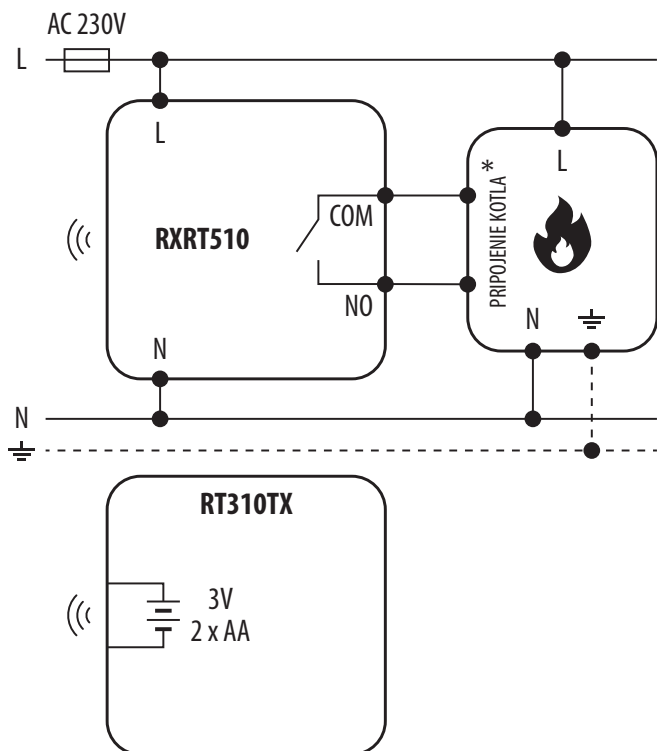 AC 230V
L
L
L
RXRT510
COM
NO
PRIPOJENIE KOTLA *
N
N
N
RT310TX
3V
2 x AA